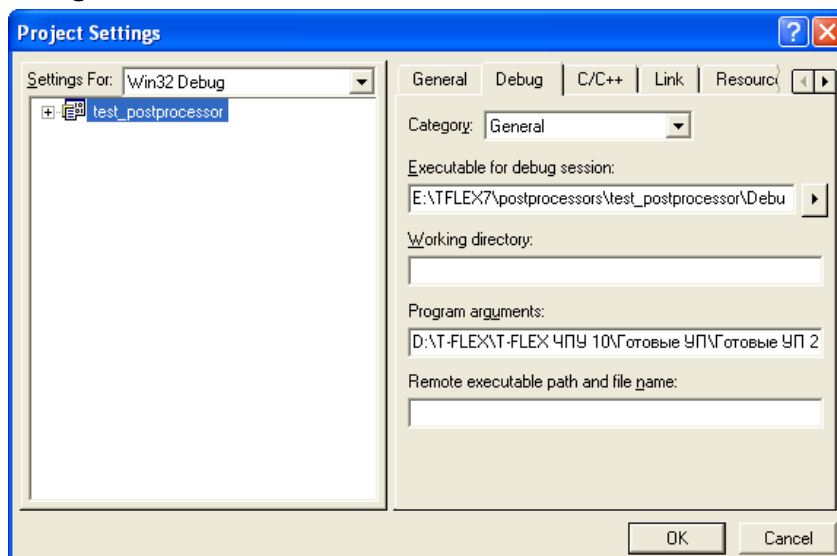 Project Settings
Settings For: Win32 Debug
test_postprocessor
General Debug C/C++ Link Resourc
Category: General
Executable for debug session:
E:\TFLEX7\postprocessors\test_postprocessor\Debu
Working directory:
Program arguments:
D:\T-FLEX\T-FLEX ЧПУ 10\Готовые УП\Готовые УП 2
Remote executable path and file name:
OK Cancel